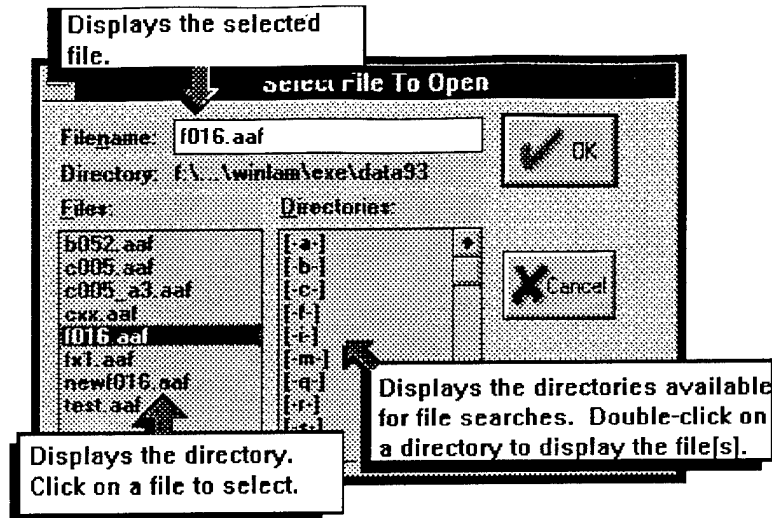 Displays the selected
file.
Select File To Open
Filename: f016.aaf
OK
Directory: f:\...\winlam\exe\data93
Files:
Directories:
b052.aaf
c005.aaf
c005_a3.aaf
cxx.aaf
f016.aaf
fx1.aaf
newf016.aaf
test.aaf
[-a-]
[-b-]
[-c-]
[-f-]
[-i-]
[-m-]
[-q-]
[-r-]
Cancel
Displays the directories available
for file searches. Double-click on
a directory to display the file[s].
Displays the directory.
Click on a file to select.